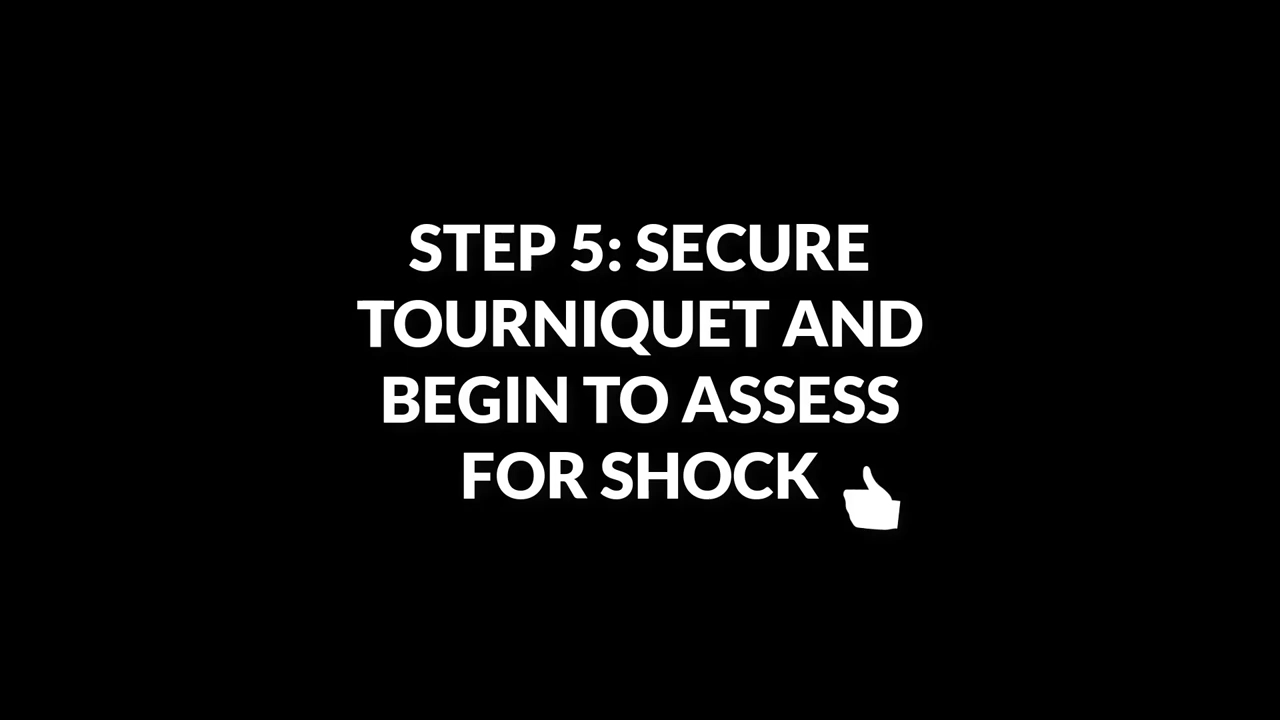 STEP 5: SECURE
TOURNIQUET AND
BEGIN TO ASSESS
FOR SHOCK